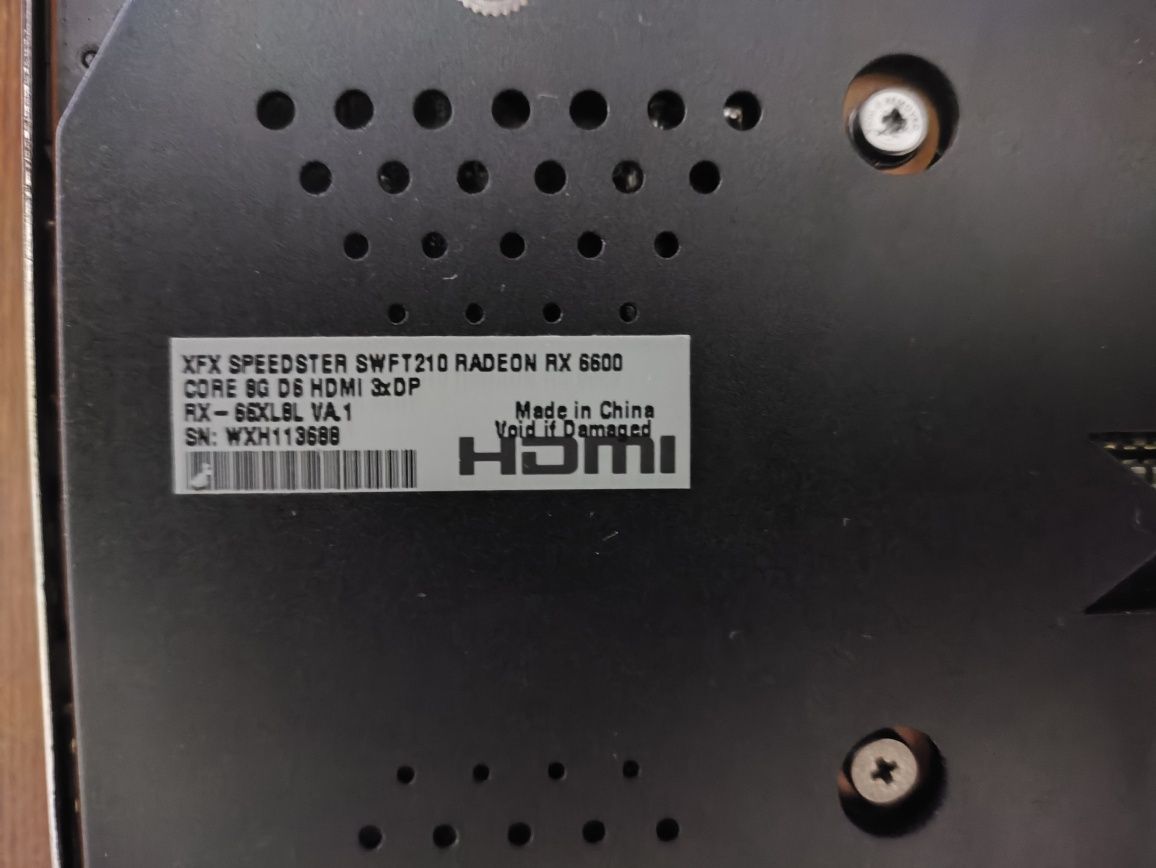 XFX SPEEDSTER SWFT210 RADEON RX 6600
CORE 8G D6 HDMI 3xDP
RX-66XL8L VA.1
SN: WXH113688
Made in China
Void if Damaged
HDMI